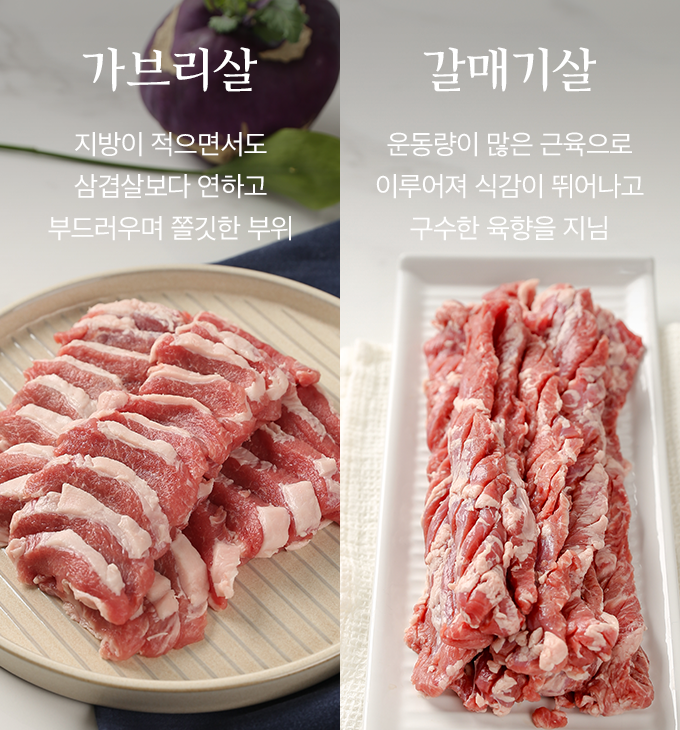 가브리살
지방이 적으면서도
삼겹살보다 연하고
부드러우며 쫄깃한 부위
갈매기살
운동량이 많은 근육으로
이루어져 식감이 뛰어나고
구수한 육향을 지님